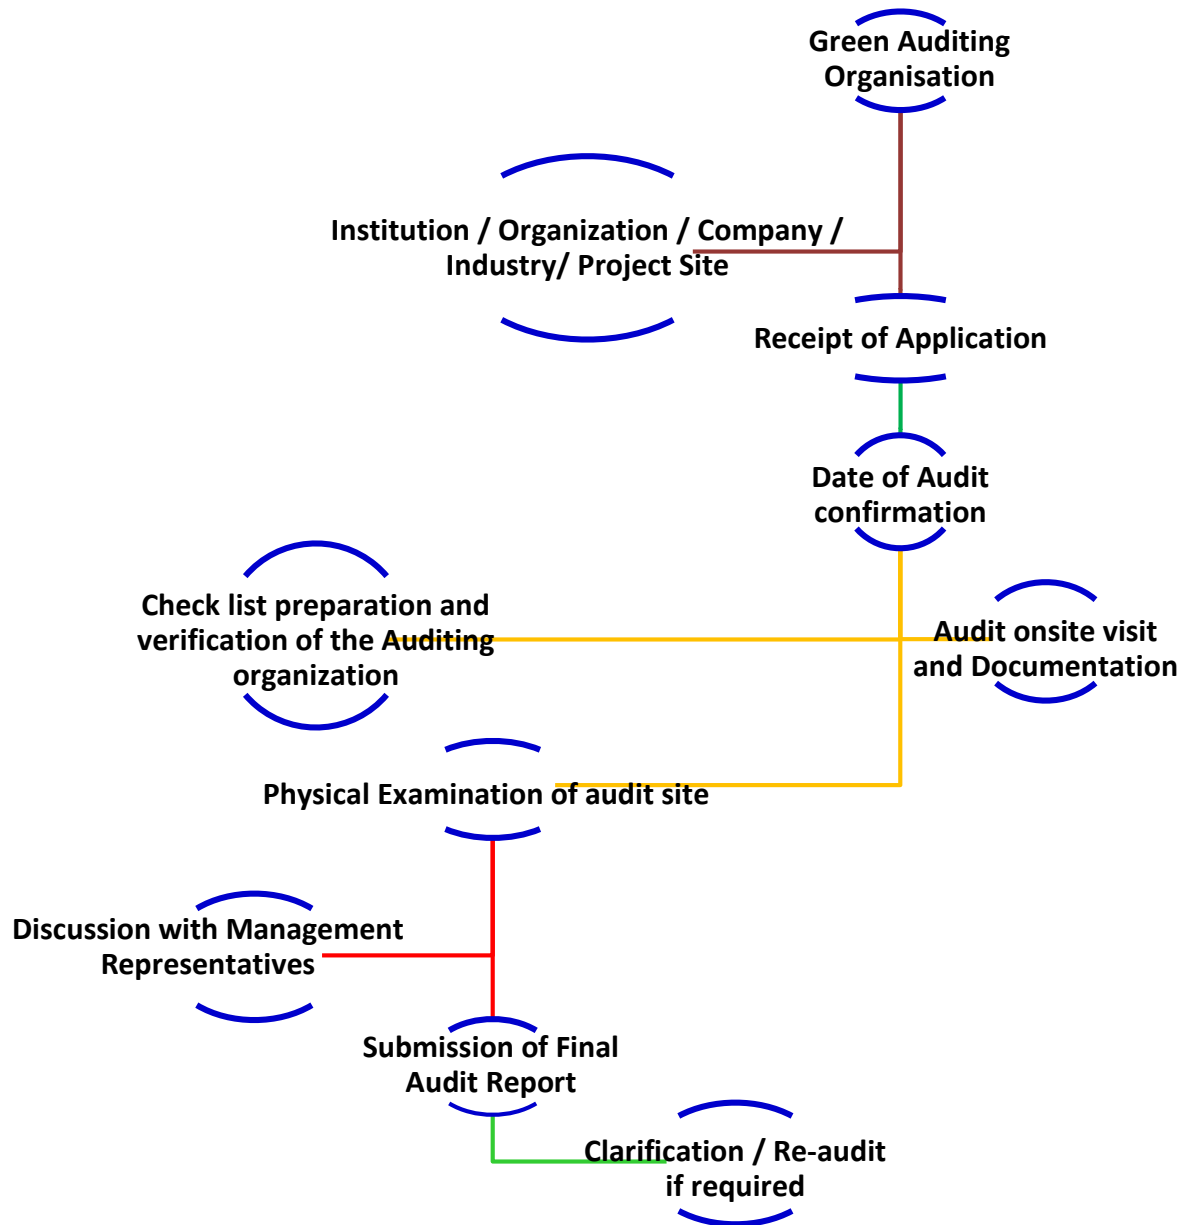 Green Auditing
Organisation
Institution / Organization / Company /
Industry/ Project Site
Receipt of Application
Date of Audit
confirmation
Check list preparation and
verification of the Auditing
organization
Audit onsite visit
and Documentation
Physical Examination of audit site
Discussion with Management
Representatives
Submission of Final
Audit Report
Clarification / Re-audit
if required